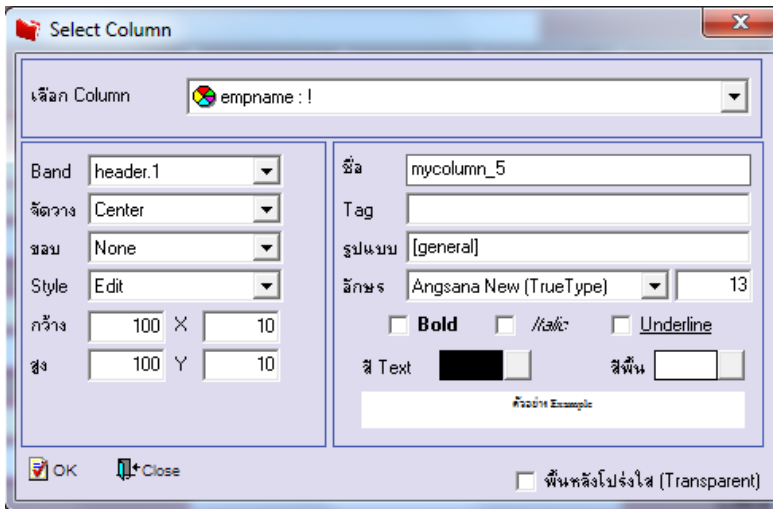 Select Column
เลือก Column empname : !
Band header.1
จัดวาง Center
ขอบ None
Style Edit
กว้าง 100 X 10
สูง 100 Y 10
ชื่อ mycolumn_5
Tag
รูปแบบ [general]
อักษร Angsana New (TrueType) 13
Bold Italic Underline
สี Text สีพื้น
ตัวอย่าง Example
OK Close
พื้นหลังโปร่งใส (Transparent)